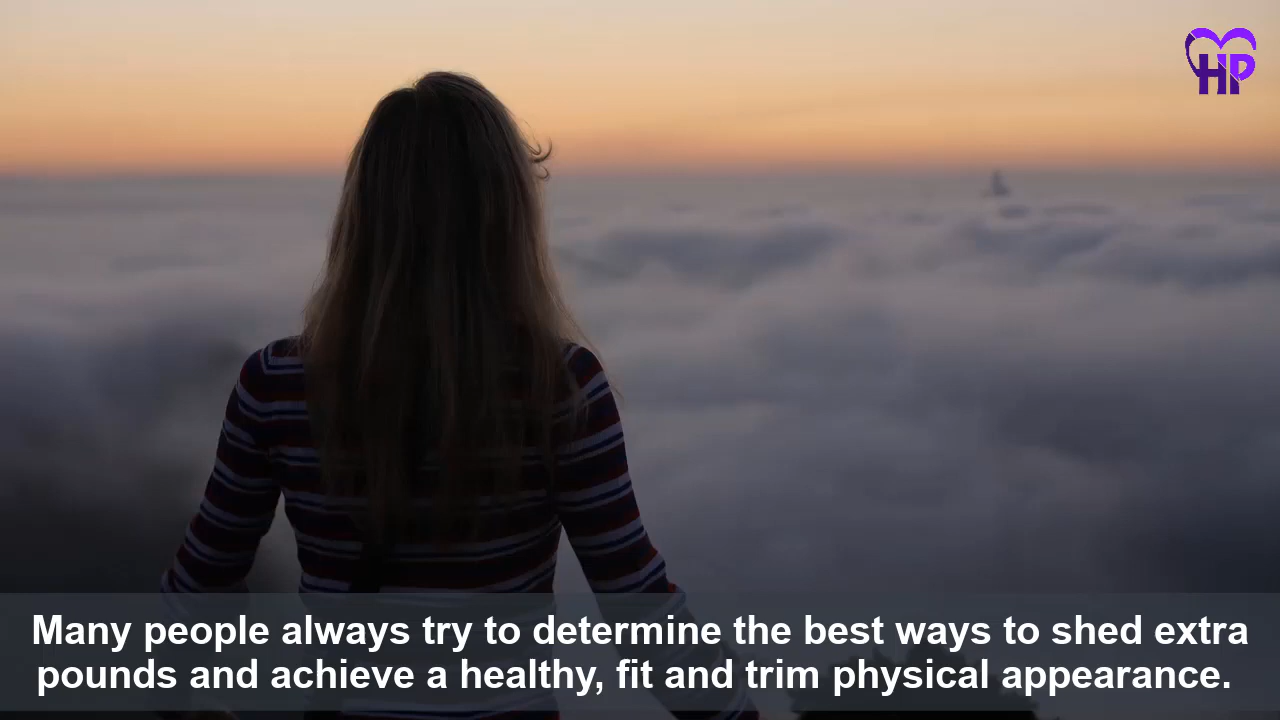 HP
Many people always try to determine the best ways to shed extra
pounds and achieve a healthy, fit and trim physical appearance.